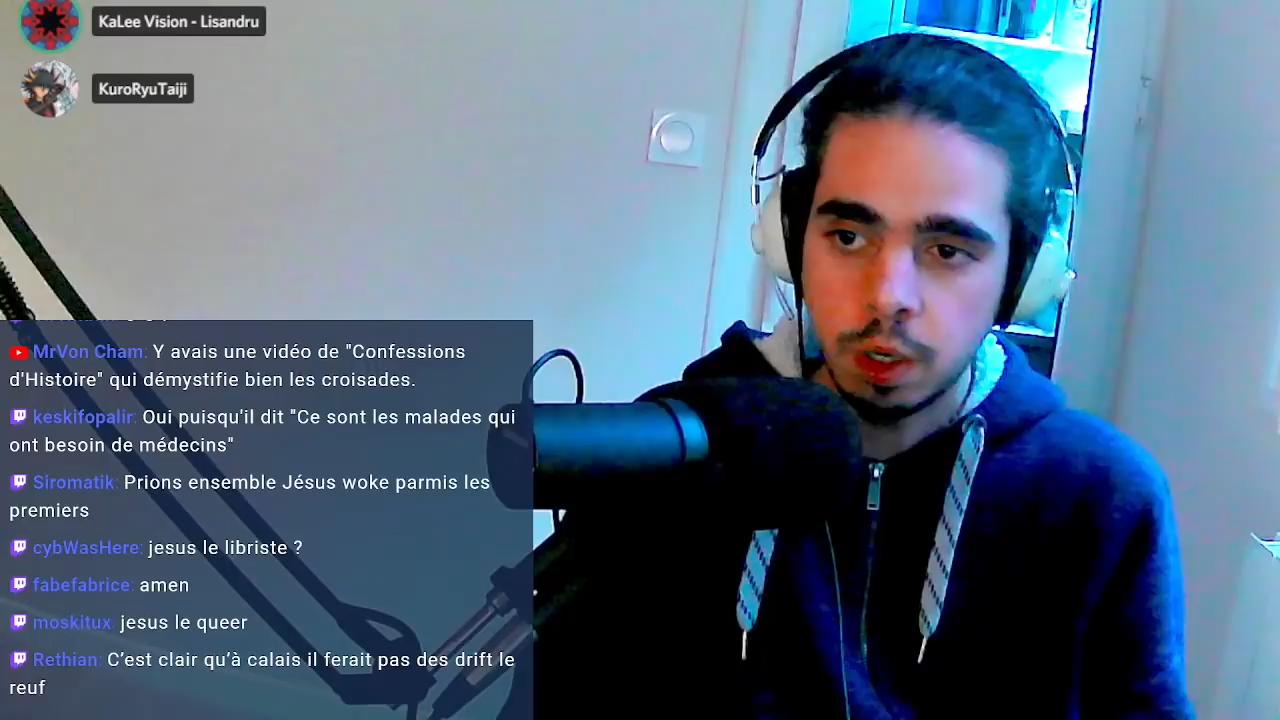 KaLee Vision - Lisandru
KuroRyuTaiji
MrVon Cham: Y avais une vidéo de "Confessions
d'Histoire" qui démystifie bien les croisades.
keskifopalir: Oui puisqu'il dit "Ce sont les malades qui
ont besoin de médecins"
Siromatik: Prions ensemble Jésus woke parmis les
premiers
cybWasHere: jesus le libriste ?
fabefabrice: amen
moskitux: jesus le queer
Rethian: C’est clair qu’à calais il ferait pas des drift le
reuf